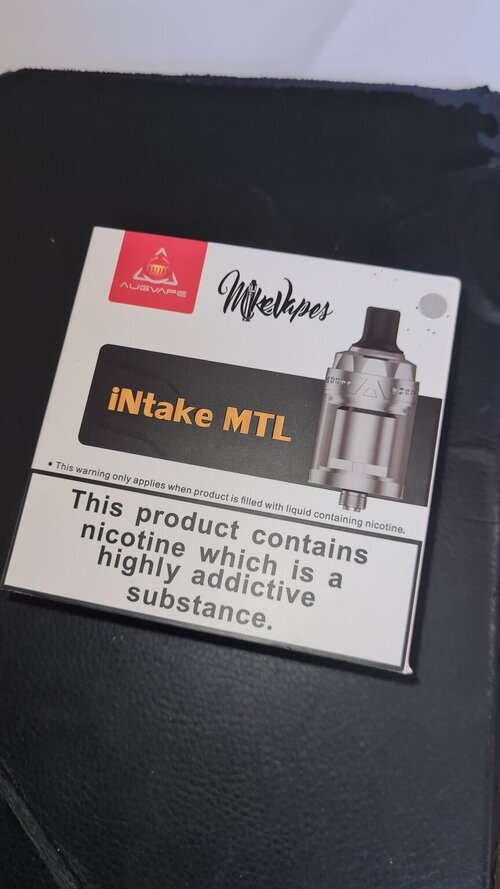 AUGVAPE
MikeVapes
iNtake MTL
• This warning only applies when product is filled with liquid containing nicotine.
This product contains
nicotine which is a
highly addictive
substance.